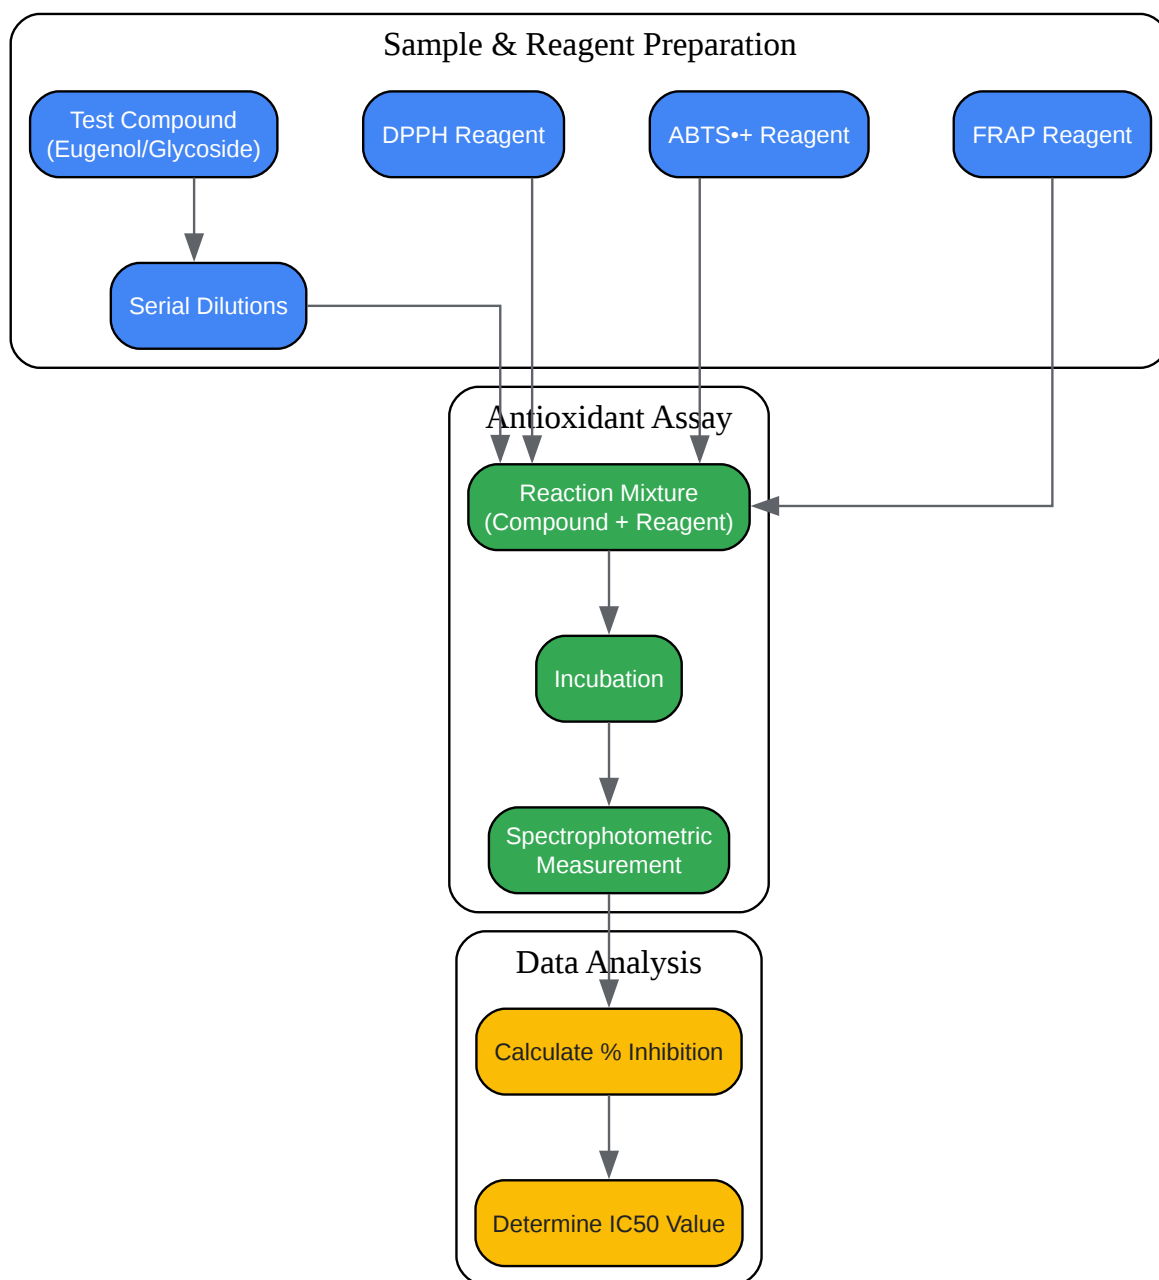 Sample & Reagent Preparation
Test Compound
(Eugenol/Glycoside)
DPPH Reagent
ABTS•+ Reagent
FRAP Reagent
Serial Dilutions
Antioxidant Assay
Reaction Mixture
(Compound + Reagent)
Incubation
Spectrophotometric
Measurement
Data Analysis
Calculate % Inhibition
Determine IC50 Value